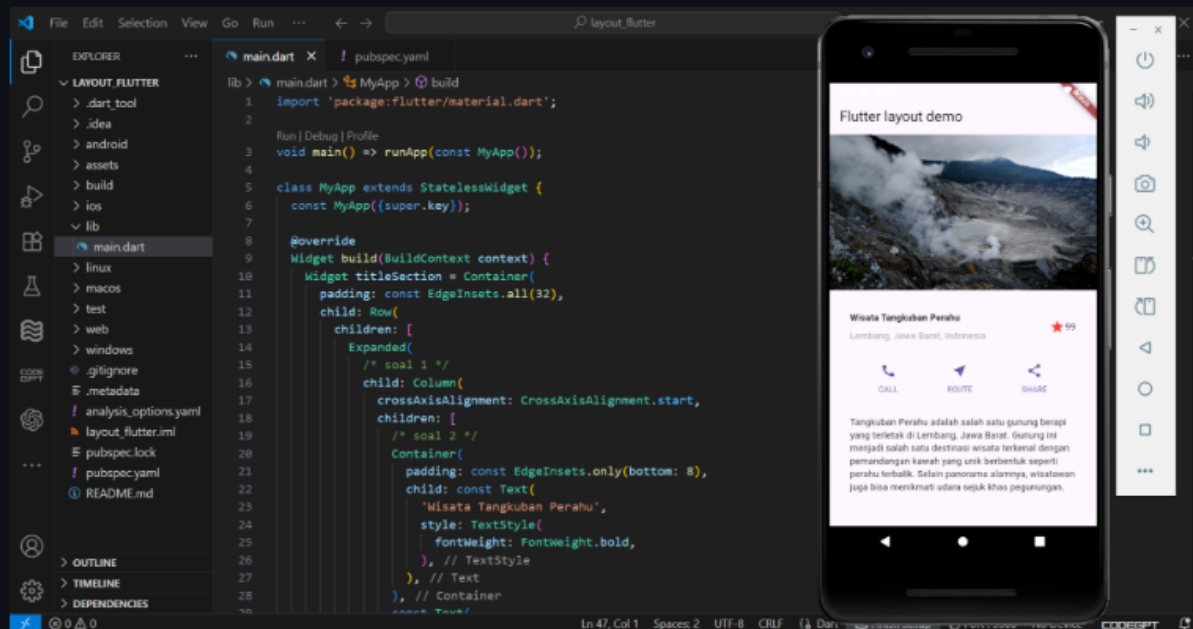 File Edit Selection View Go Run ··· layout_flutter
EXPLORER ···
LAYOUT_FLUTTER
.dart_tool
.idea
android
assets
build
ios
lib
main.dart
linux
macos
test
web
windows
.gitignore
.metadata
analysis_options.yaml
layout_flutter.iml
pubspec.lock
pubspec.yaml
README.md
OUTLINE
TIMELINE
DEPENDENCIES
CODE
GPT
main.dart
pubspec.yaml
lib > main.dart > MyApp > build
1 import 'package:flutter/material.dart';
2
Run | Debug | Profile
3 void main() => runApp(const MyApp());
4
5 class MyApp extends StatelessWidget {
6 const MyApp({super.key});
7
8 @override
9 Widget build(BuildContext context) {
10 Widget titleSection = Container(
11 padding: const EdgeInsets.all(32),
12 child: Row(
13 children: [
14 Expanded(
15 /* soal 1 */
16 child: Column(
17 crossAxisAlignment: CrossAxisAlignment.start,
18 children: [
19 /* soal 2 */
20 Container(
21 padding: const EdgeInsets.only(bottom: 8),
22 child: const Text(
23 'Wisata Tangkuban Perahu',
24 style: TextStyle(
25 fontWeight: FontWeight.bold,
26 ), // TextStyle
27 ), // Text
28 ), // Container
29 const Text(
Flutter layout demo
Wisata Tangkuban Perahu
Lembang, Jawa Barat, Indonesia
99
CALL ROUTE SHARE
Tangkuban Perahu adalah salah satu gunung berapi
yang terletak di Lembang, Jawa Barat. Gunung ini
menjadi salah satu destinasi wisata terkenal dengan
pemandangan kawah yang unik berbentuk seperti
perahu terbalik. Selain panorama alamnya, wisatawan
juga bisa menikmati udara sejuk khas pegunungan.
0 0 Ln 47, Col 1 Spaces: 2 UTF-8 CRLF Dart CODEGPT